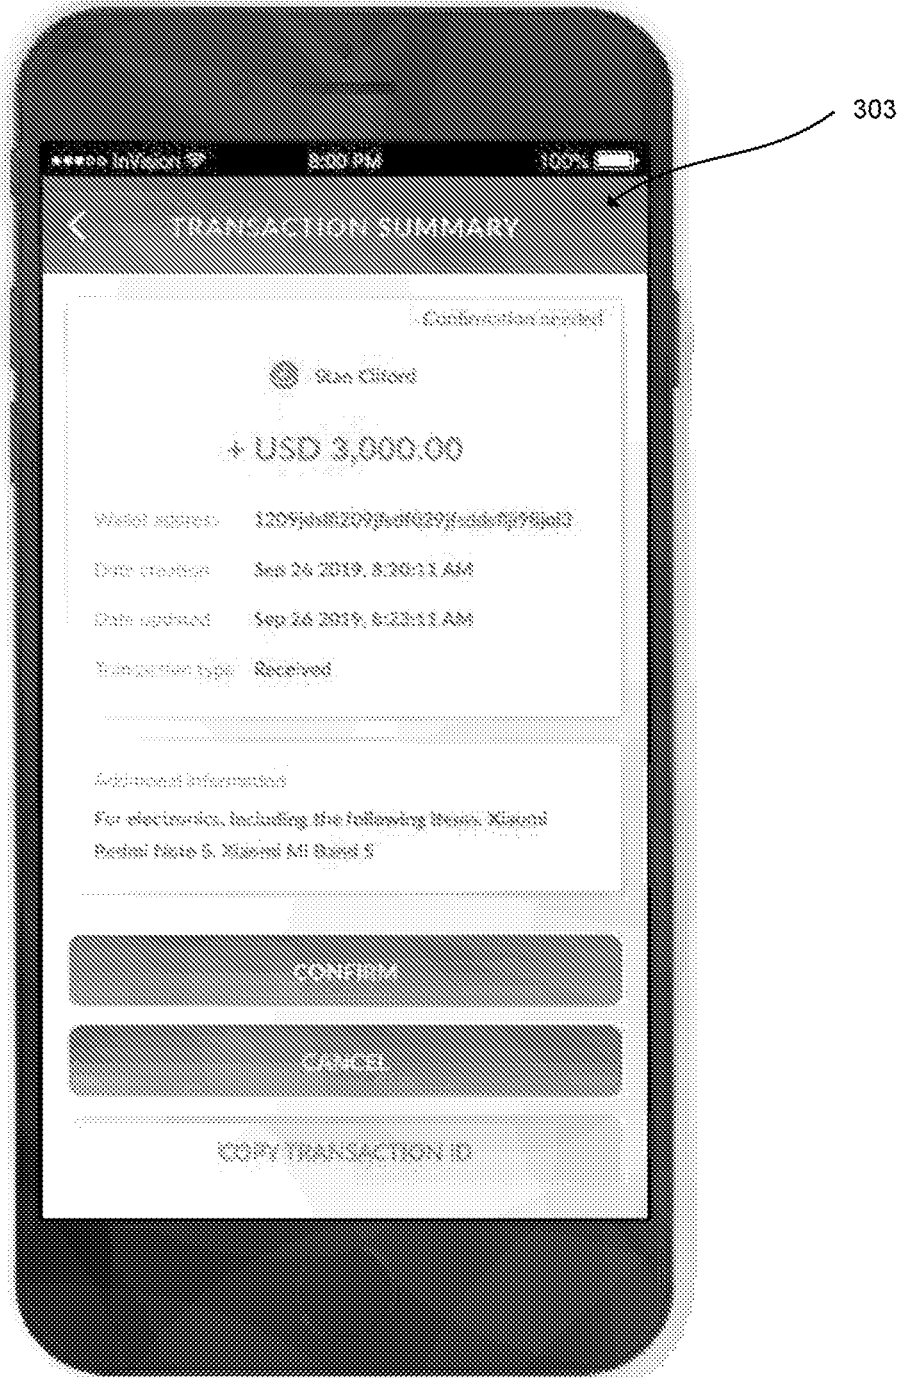 303
InVision 8:00 PM 100%
TRANSACTION SUMMARY
Confirmation needed
Stan Cliford
+ USD 3,000.00
Wallet address
Date creation Sep 26 2019, 8:20:11 AM
Date updated Sep 26 2019, 8:23:11 AM
Transaction type Received
Additional information
For electronics, including the following items. Xiaomi
Redmi Note 5, Xiaomi Mi Band 5
CONFIRM
CANCEL
COPY TRANSACTION ID